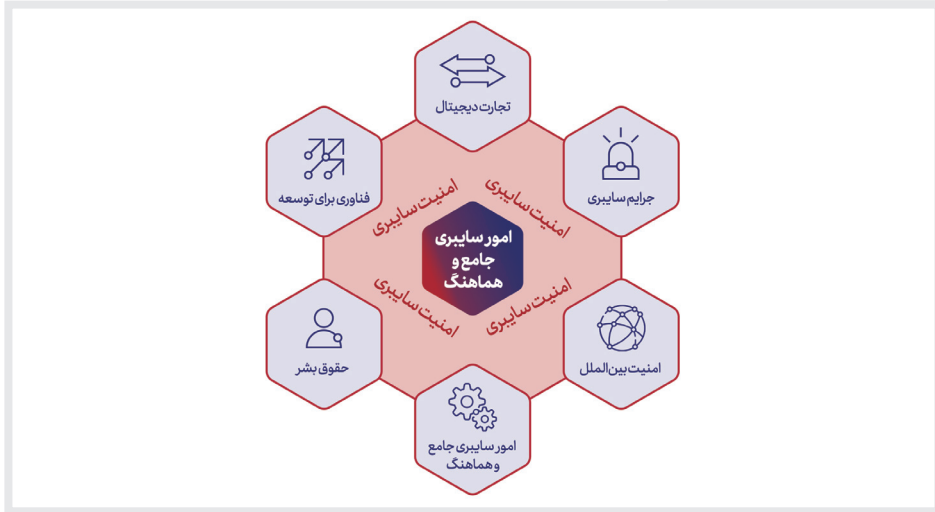 تجارت دیجیتال
جرایم سایبری
فناوری برای توسعه
امنیت سایبری
امنیت سایبری
امور سایبری
جامع و
هماهنگ
امنیت سایبری
امنیت سایبری
امنیت بین‌الملل
حقوق بشر
امور سایبری جامع
و هماهنگ